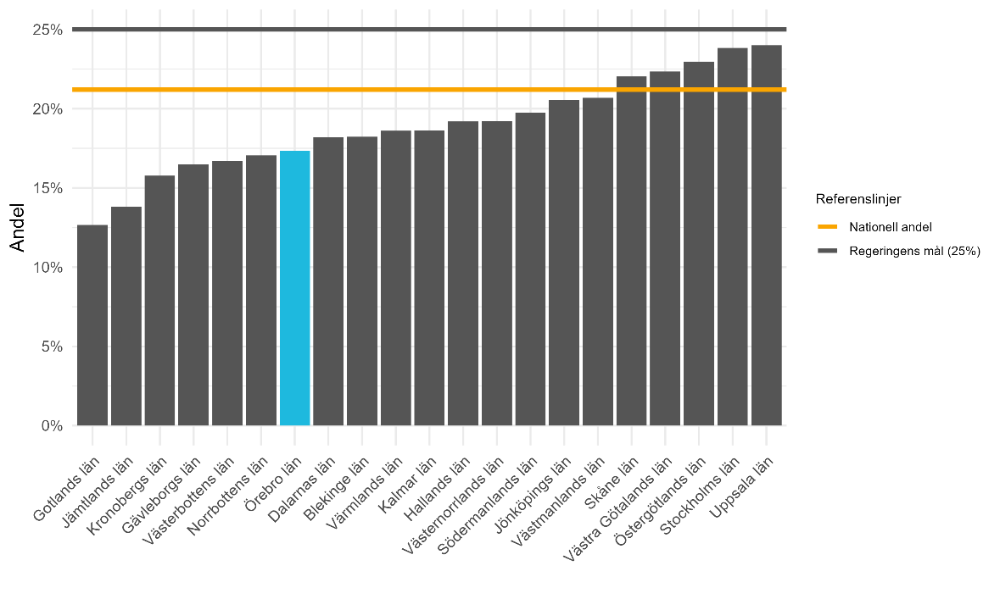 25%
20%
15%
10%
5%
0%
Andel
Gotlands län
Jämtlands län
Kronobergs län
Gävleborgs län
Västerbottens län
Norrbottens län
Örebro län
Dalarnas län
Blekinge län
Värmlands län
Kalmar län
Hallands län
Västernorrlands län
Södermanlands län
Jönköpings län
Västmanlands län
Skåne län
Västra Götalands län
Östergötlands län
Stockholms län
Uppsala län
Referenslinjer
Nationell andel
Regeringens mål (25%)